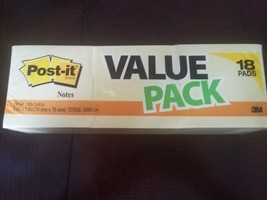 Post-it
Notes
VALUE
PACK
18
PADS
3M